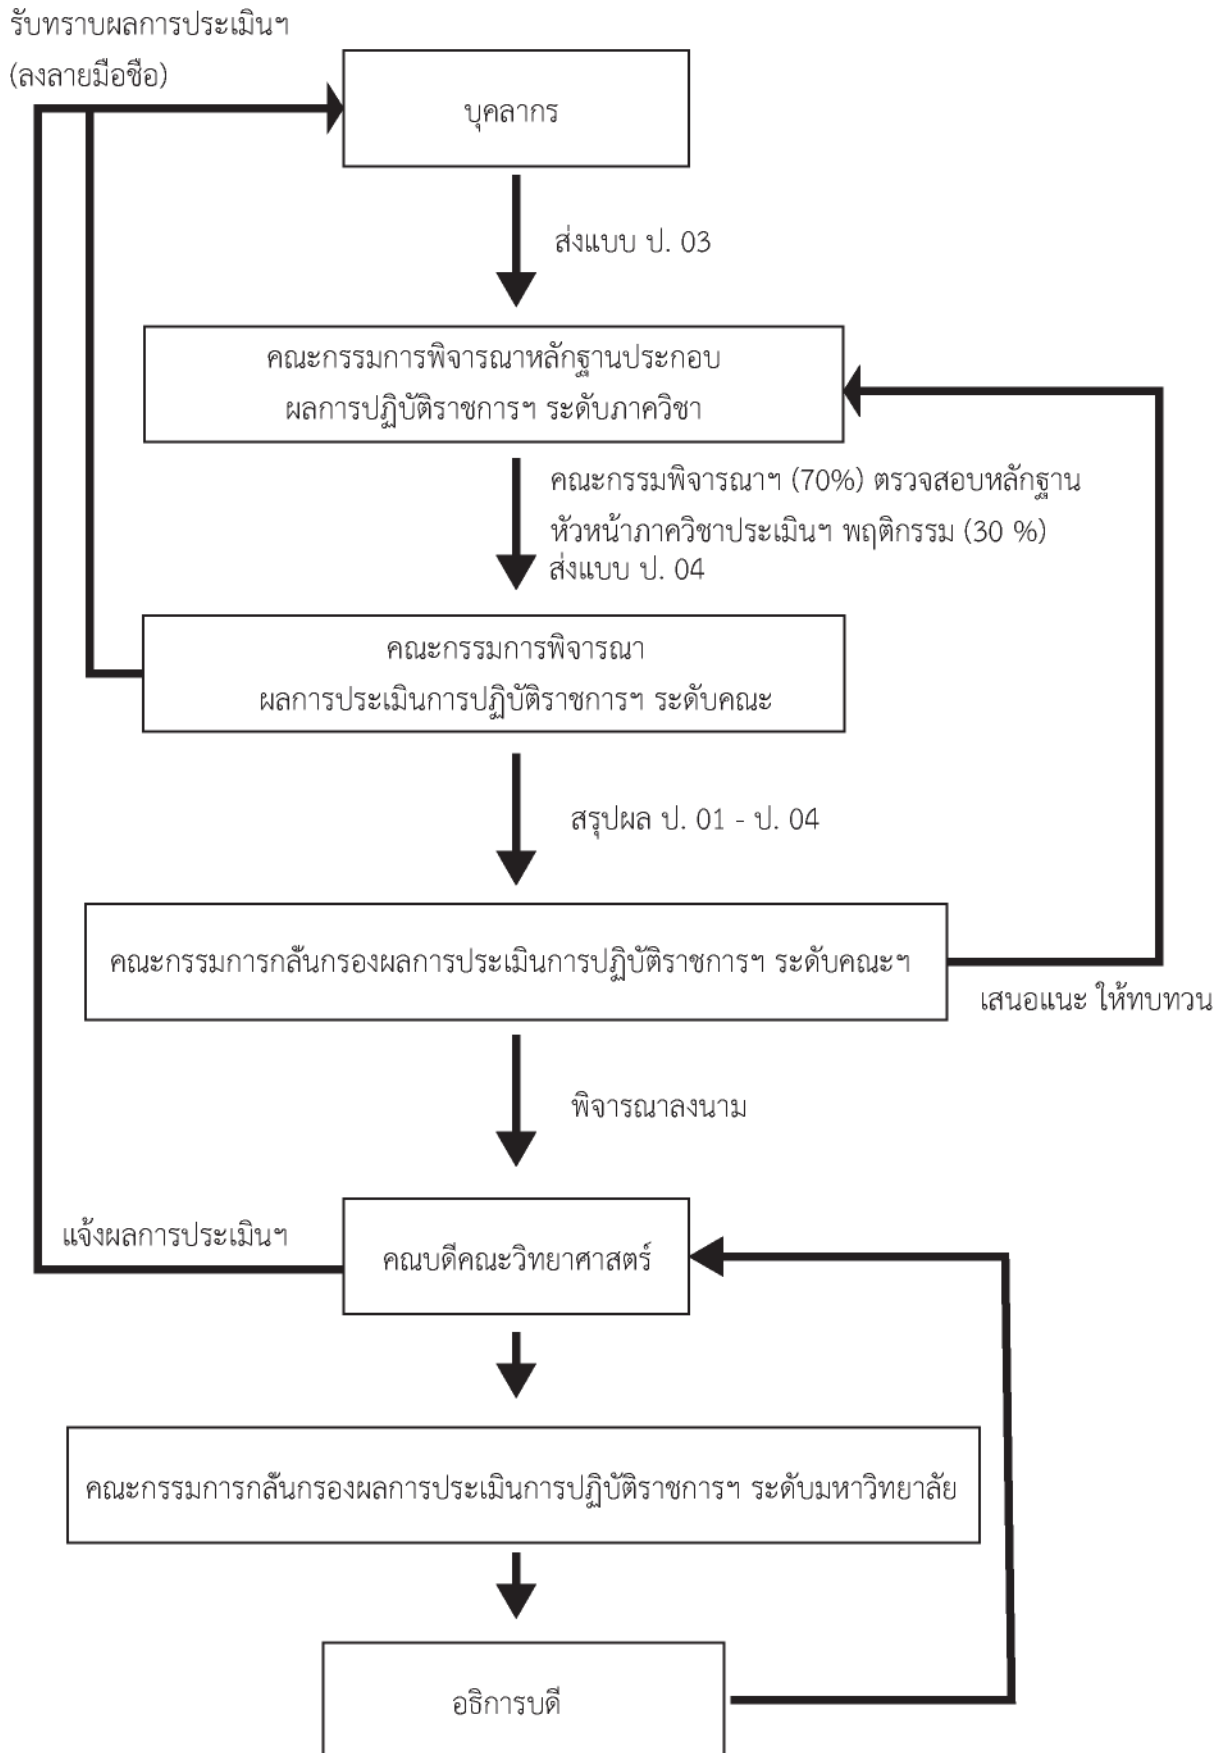 รับทราบผลการประเมินฯ
(ลงลายมือชื่อ)
บุคลากร
ส่งแบบ ป. 03
คณะกรรมการพิจารณาหลักฐานประกอบ
ผลการปฏิบัติราชการฯ ระดับภาควิชา
คณะกรรมพิจารณาฯ (70%) ตรวจสอบหลักฐาน
หัวหน้าภาควิชาประเมินฯ พฤติกรรม (30 %)
ส่งแบบ ป. 04
คณะกรรมการพิจารณา
ผลการประเมินการปฏิบัติราชการฯ ระดับคณะ
สรุปผล ป. 01 - ป. 04
คณะกรรมการกลั่นกรองผลการประเมินการปฏิบัติราชการฯ ระดับคณะฯ
เสนอแนะ ให้ทบทวน
พิจารณาลงนาม
แจ้งผลการประเมินฯ
คณบดีคณะวิทยาศาสตร์
คณะกรรมการกลั่นกรองผลการประเมินการปฏิบัติราชการฯ ระดับมหาวิทยาลัย
อธิการบดี